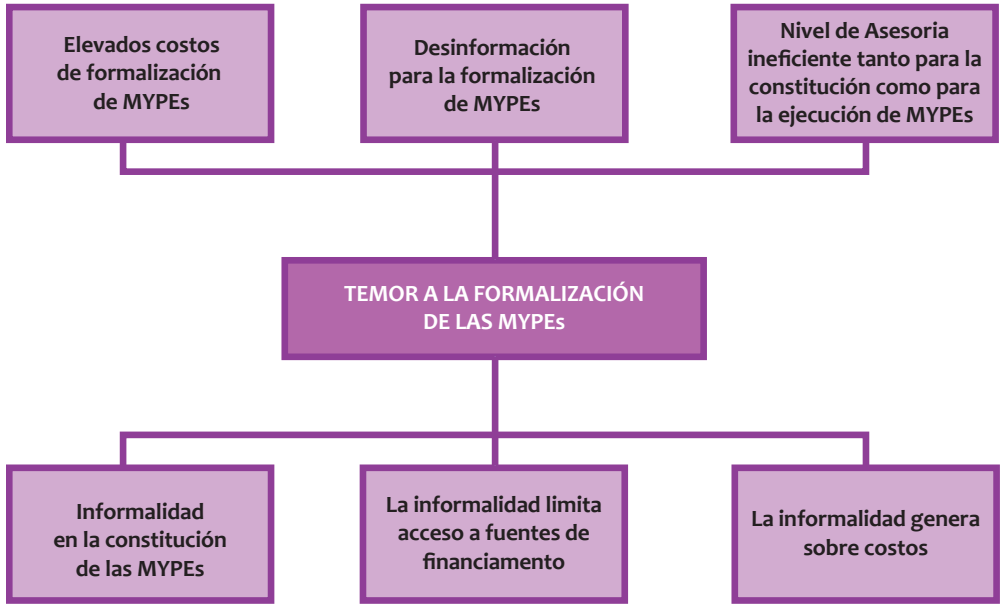 Elevados costos
de formalización
de MYPEs
Desinformación
para la formalización
de MYPEs
Nivel de Asesoria
ineficiente tanto para la
constitución como para
la ejecución de MYPEs
TEMOR A LA FORMALIZACIÓN
DE LAS MYPEs
Informalidad
en la constitución
de las MYPEs
La informalidad limita
acceso a fuentes de
financiamento
La informalidad genera
sobre costos